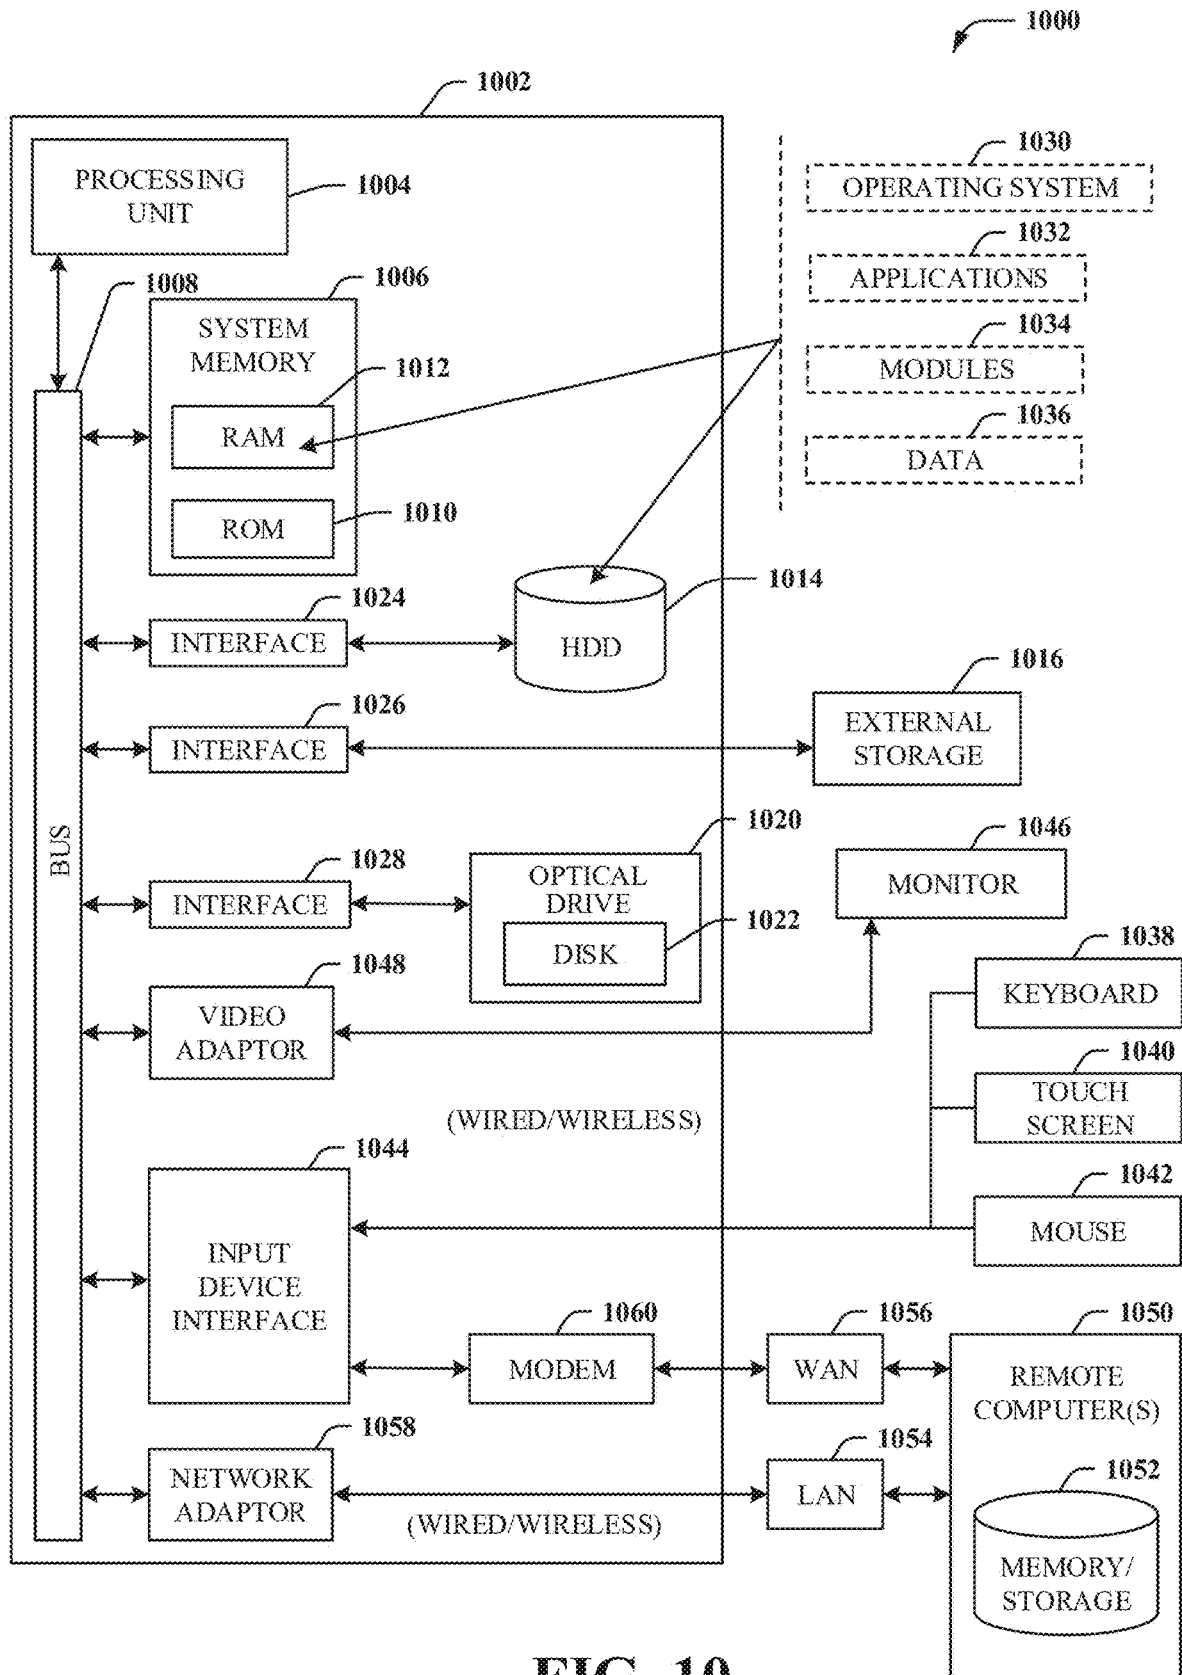 1000
1002
PROCESSING
UNIT
1004
1030
OPERATING SYSTEM
1032
APPLICATIONS
1034
MODULES
1036
DATA
1008
1006
SYSTEM
MEMORY
1012
RAM
1010
ROM
1014
HDD
1024
INTERFACE
1016
EXTERNAL
STORAGE
1026
INTERFACE
BUS
1020
OPTICAL
DRIVE
1022
DISK
1028
INTERFACE
1046
MONITOR
1048
VIDEO
ADAPTOR
1038
KEYBOARD
1040
TOUCH
SCREEN
(WIRED/WIRELESS)
1042
MOUSE
1044
INPUT
DEVICE
INTERFACE
1060
MODEM
1056
WAN
1050
REMOTE
COMPUTER(S)
1058
NETWORK
ADAPTOR
(WIRED/WIRELESS)
1054
LAN
1052
MEMORY/
STORAGE
FIG. 10